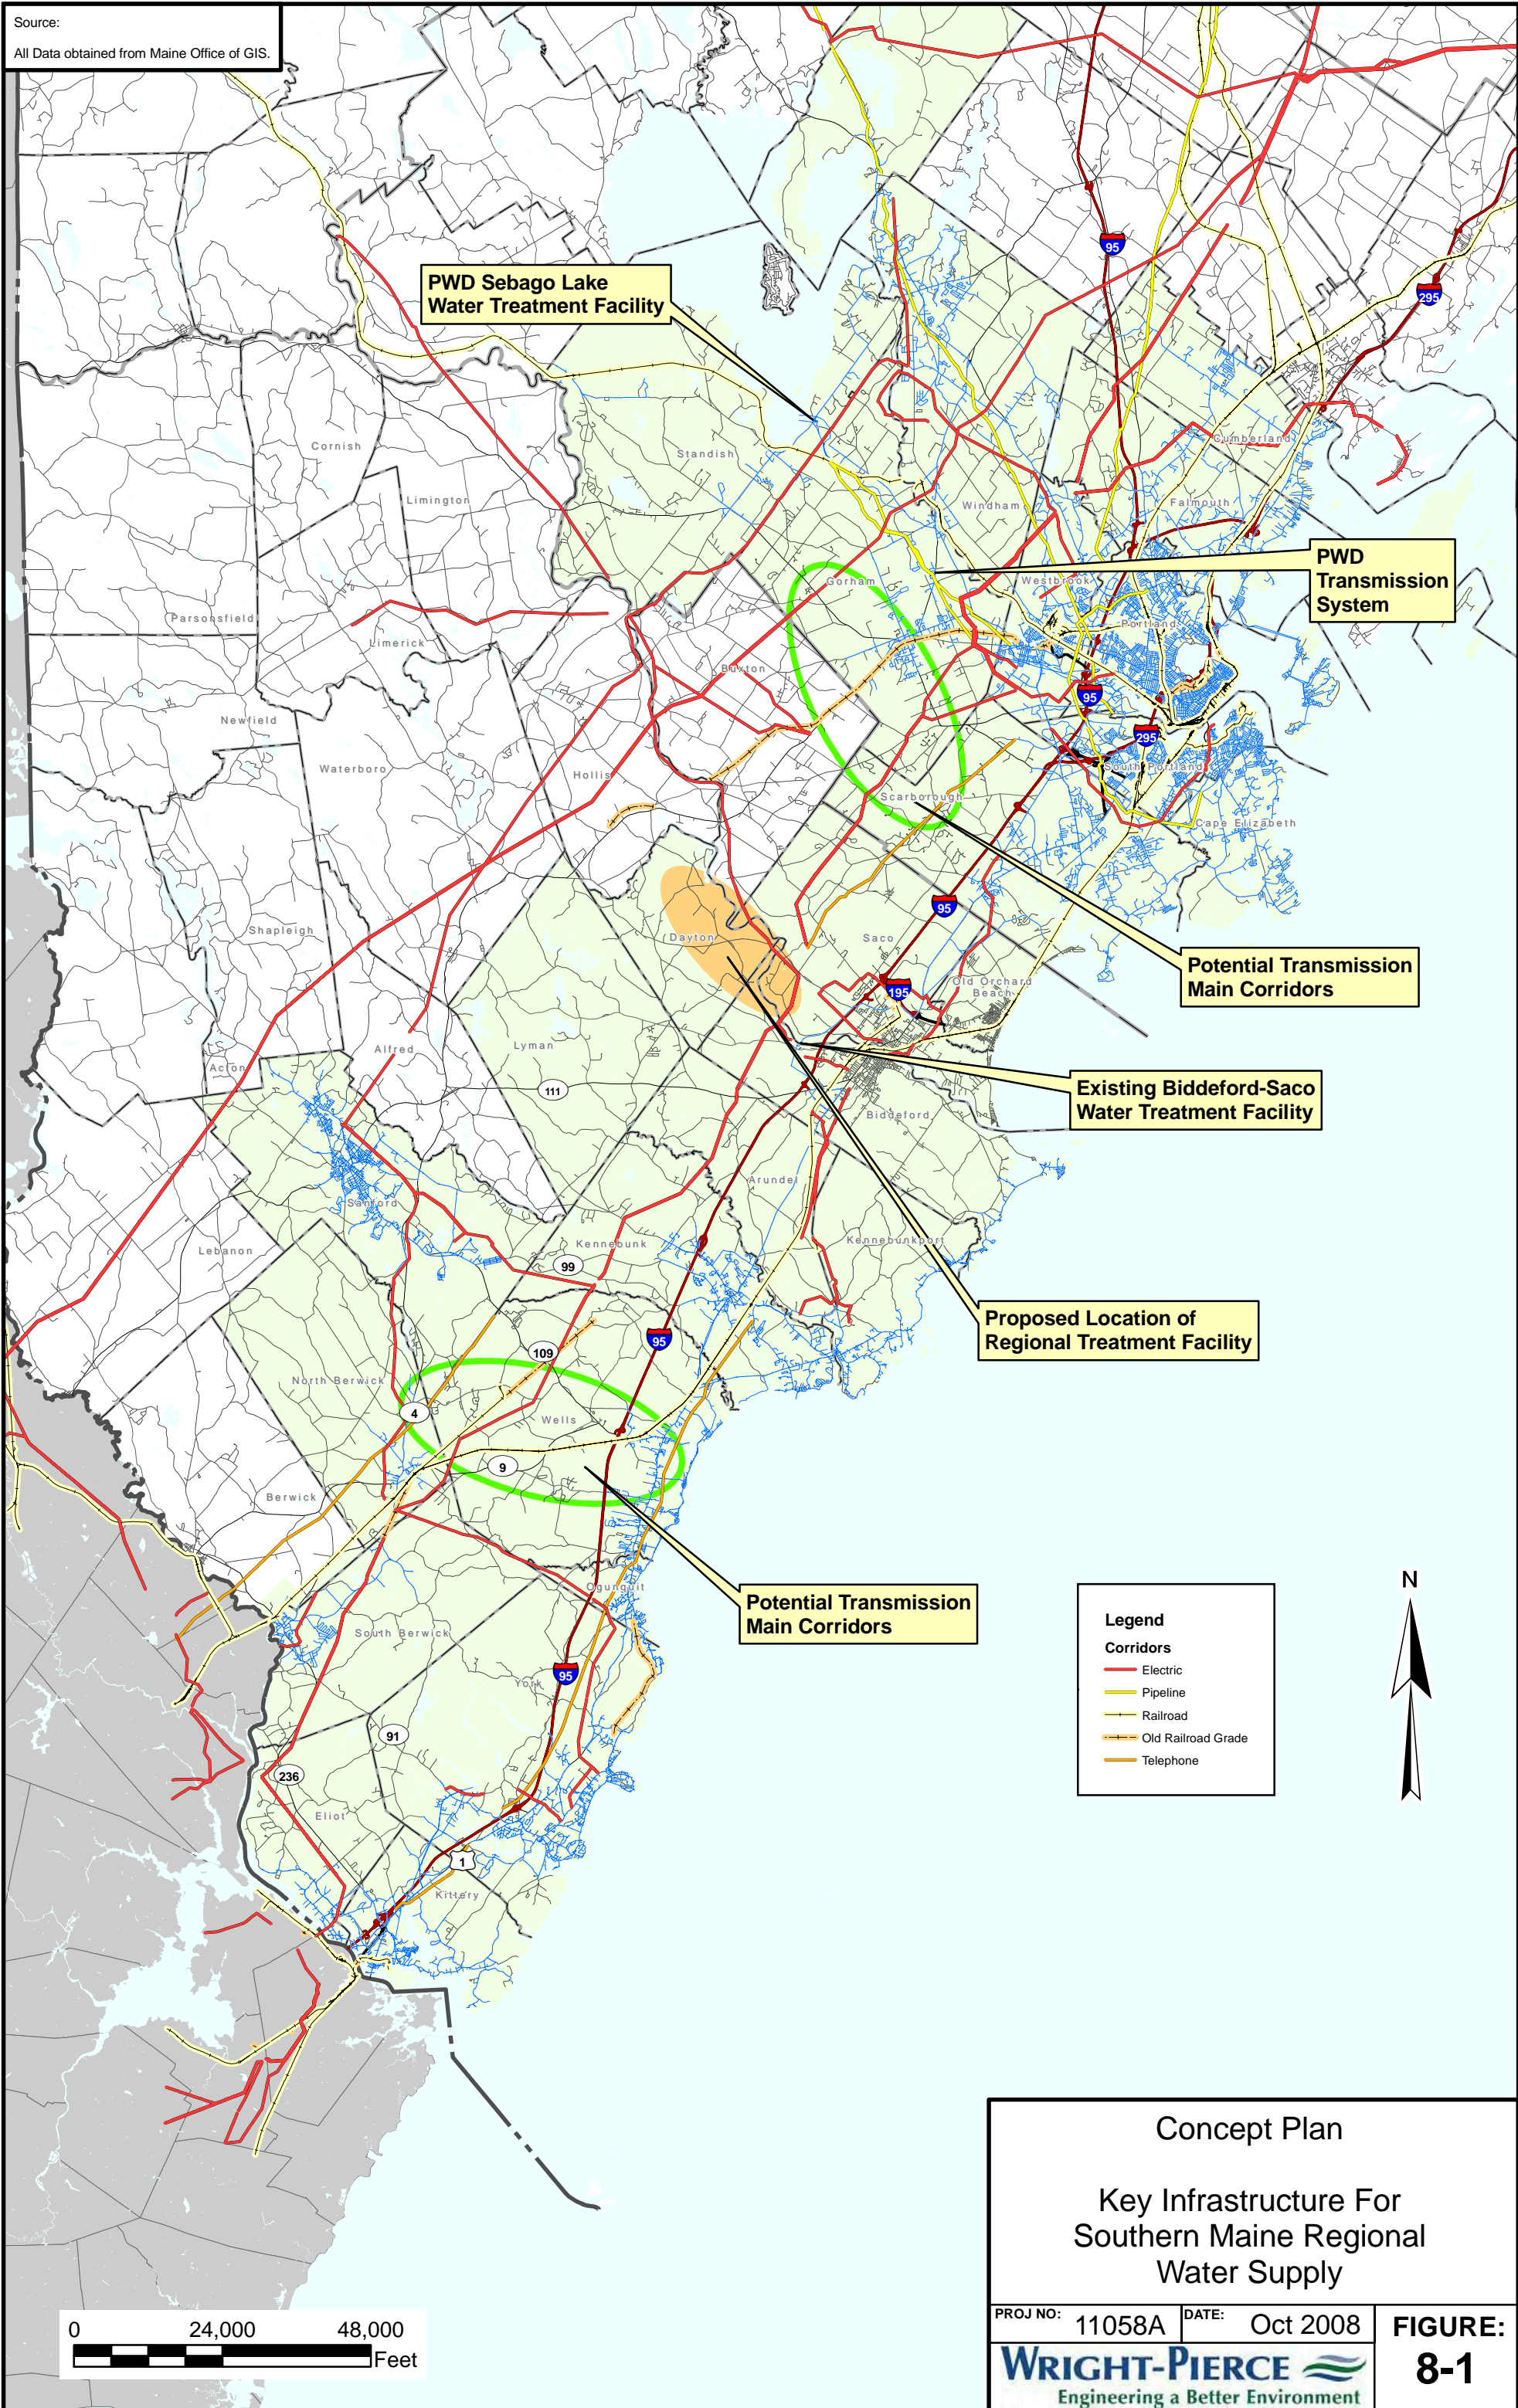 Source:
All Data obtained from Maine Office of GIS.
95
295
PWD Sebago Lake
Water Treatment Facility
Cornish
Standish
Cumberland
Limington
Windham
Falmouth
PWD
Transmission
System
Gorham
Westbrook
Parsonsfield
Limerick
Portland
Buxton
95
Newfield
295
Waterboro
Hollis
South Portland
Scarborough
Cape Elizabeth
95
Shapleigh
Dayton
Saco
Potential Transmission
Main Corridors
195
Old Orchard
Beach
Alfred
Lyman
Acton
111
Existing Biddeford-Saco
Water Treatment Facility
Biddeford
Arundel
Sanford
Lebanon
Kennebunk
Kennebunkport
99
Proposed Location of
Regional Treatment Facility
95
109
North Berwick
4
Wells
9
Berwick
Ogunquit
Potential Transmission
Main Corridors
South Berwick
95
York
91
236
Eliot
1
Kittery
Legend
Corridors
Electric
Pipeline
Railroad
Old Railroad Grade
Telephone
N
0 24,000 48,000
Feet
Concept Plan
Key Infrastructure For
Southern Maine Regional
Water Supply
PROJ NO: 11058A DATE: Oct 2008
FIGURE:
8-1
WRIGHT-PIERCE
Engineering a Better Environment